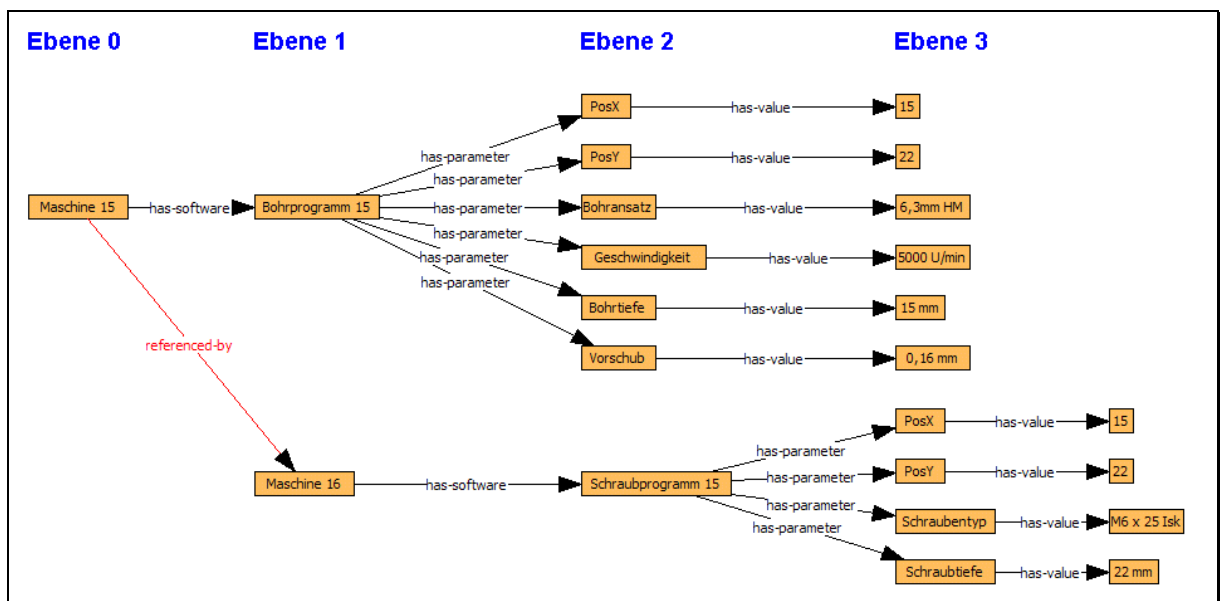 Ebene 0 Ebene 1 Ebene 2 Ebene 3
PosX has-value 15
has-parameter
PosY has-value 22
has-parameter
Maschine 15 has-software Bohrprogramm 15 has-parameter Bohransatz has-value 6,3mm HM
has-parameter
Geschwindigkeit has-value 5000 U/min
has-parameter
has-parameter
Bohrtiefe has-value 15 mm
referenced-by
Vorschub has-value 0,16 mm
PosX has-value 15
has-parameter
PosY has-value 22
Maschine 16 has-software Schraubprogramm 15 has-parameter
has-parameter
Schraubentyp has-value M6 x 25 Isk
has-parameter
Schraubtiefe has-value 22 mm